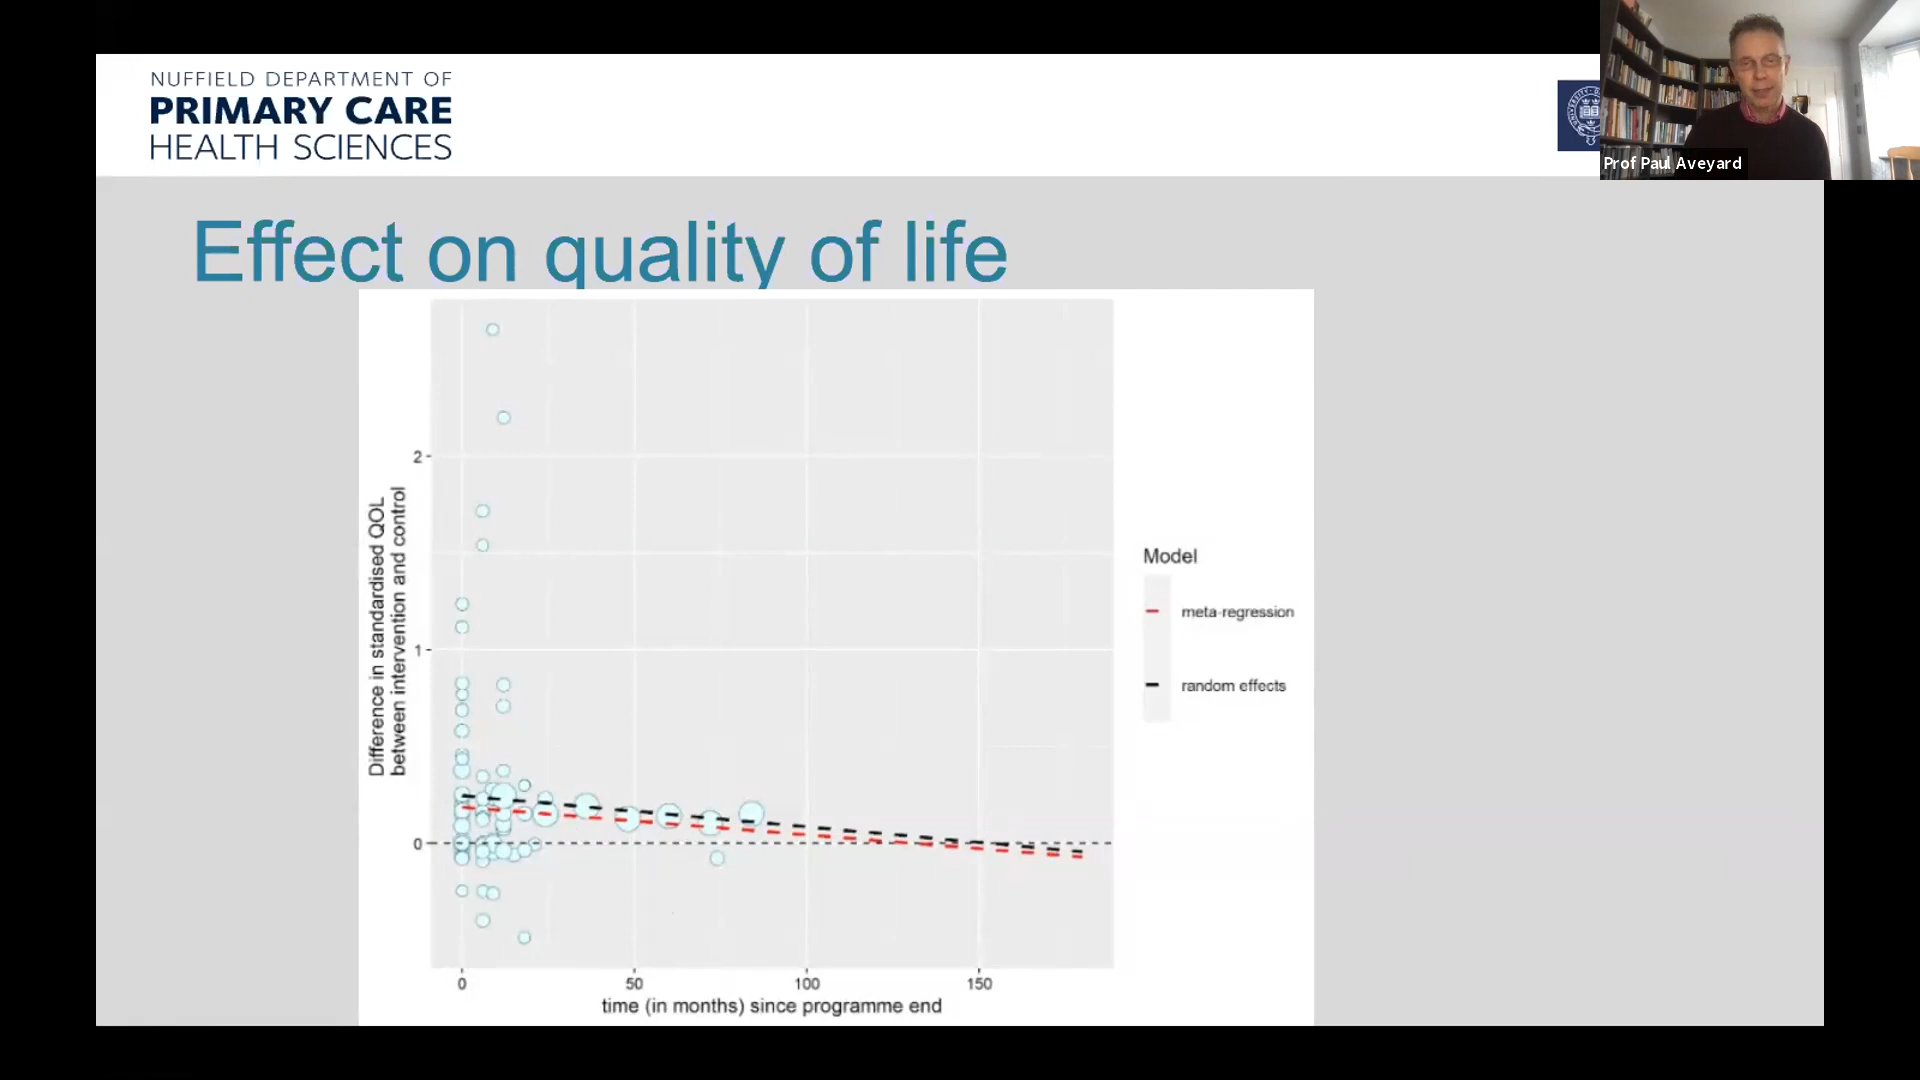 NUFFIELD DEPARTMENT OF
PRIMARY CARE
HEALTH SCIENCES
Prof Paul Aveyard
Effect on quality of life
Difference in standardised QOL
between intervention and control
2
1
0
0
50
100
150
time (in months) since programme end
Model
meta-regression
random effects